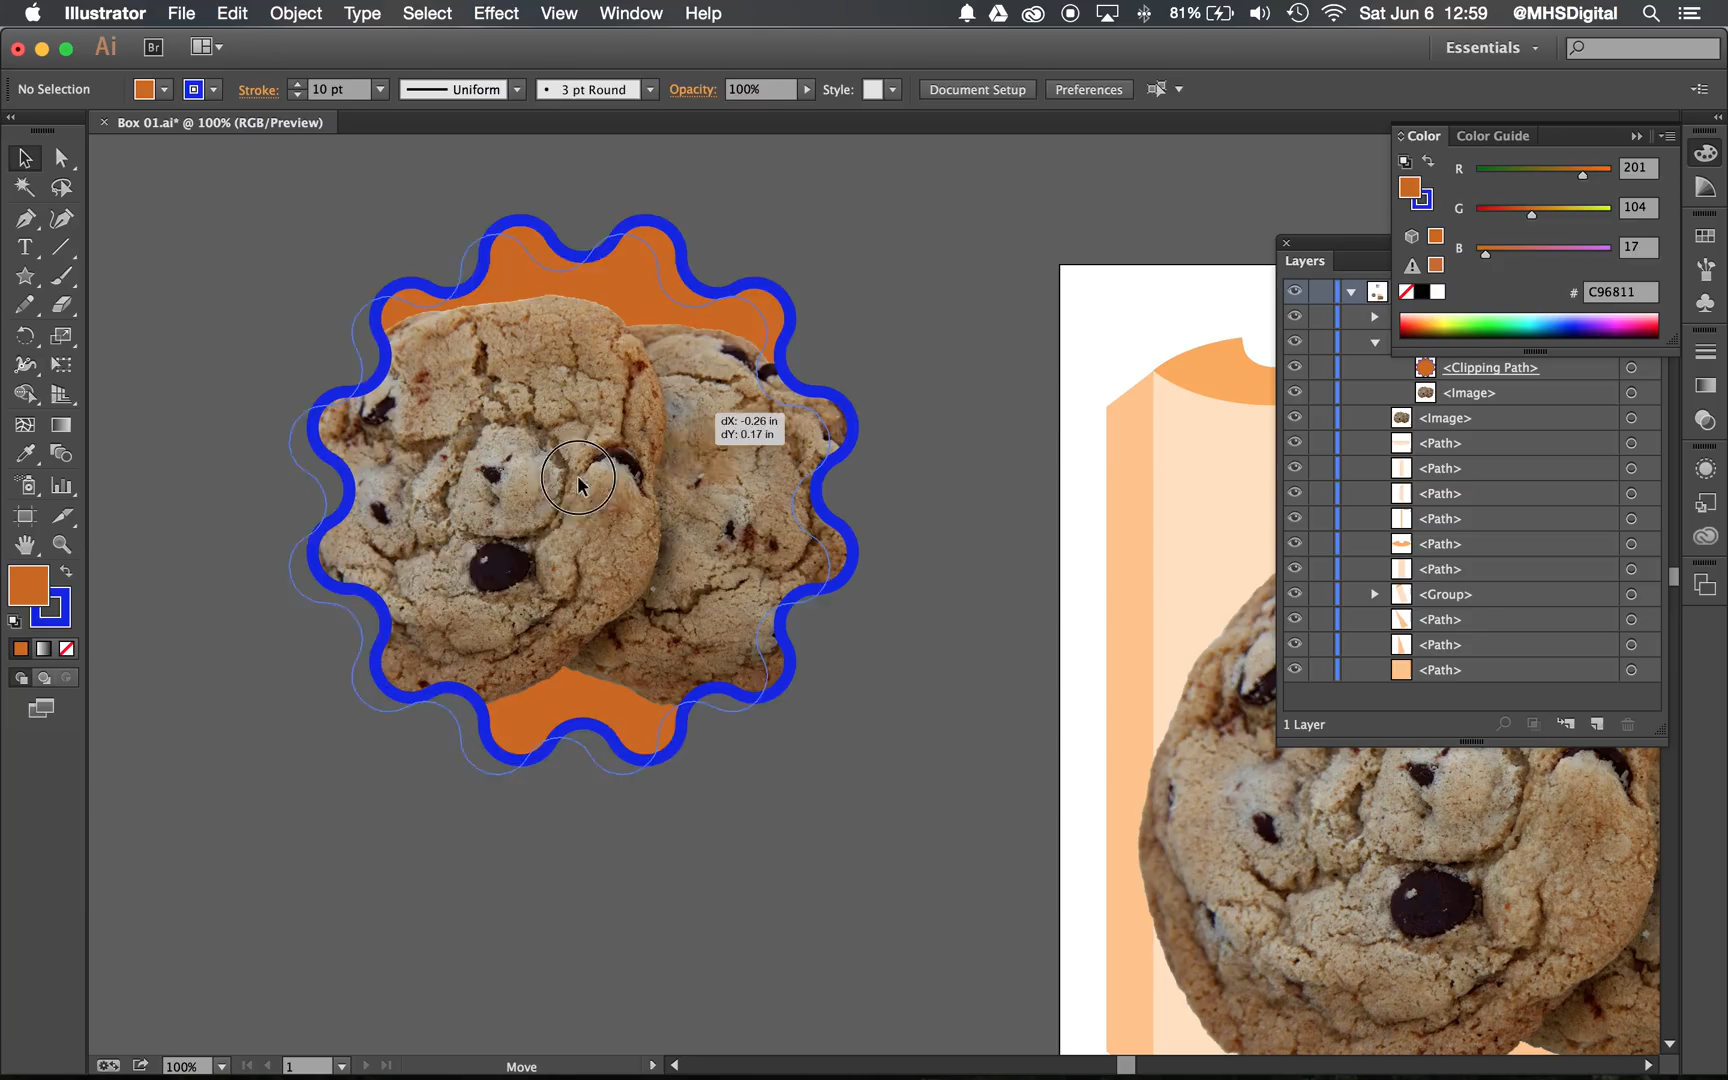 Illustrator File Edit Object Type Select Effect View Window Help 81% Sat Jun 6 12:59 @MHSDigital
Ai Br Essentials
No Selection Stroke: 10 pt Uniform 3 pt Round Opacity: 100% Style: Document Setup Preferences
× Box 01.ai* @ 100% (RGB/Preview)
Color Color Guide
R 201
G 104
B 17
# C96811
Layers
<Clipping Path>
<Image>
<Image>
<Path>
<Path>
<Path>
<Path>
<Path>
<Path>
<Group>
<Path>
<Path>
<Path>
1 Layer
dX: -0.26 in
dY: 0.17 in
T
100% 1 Move